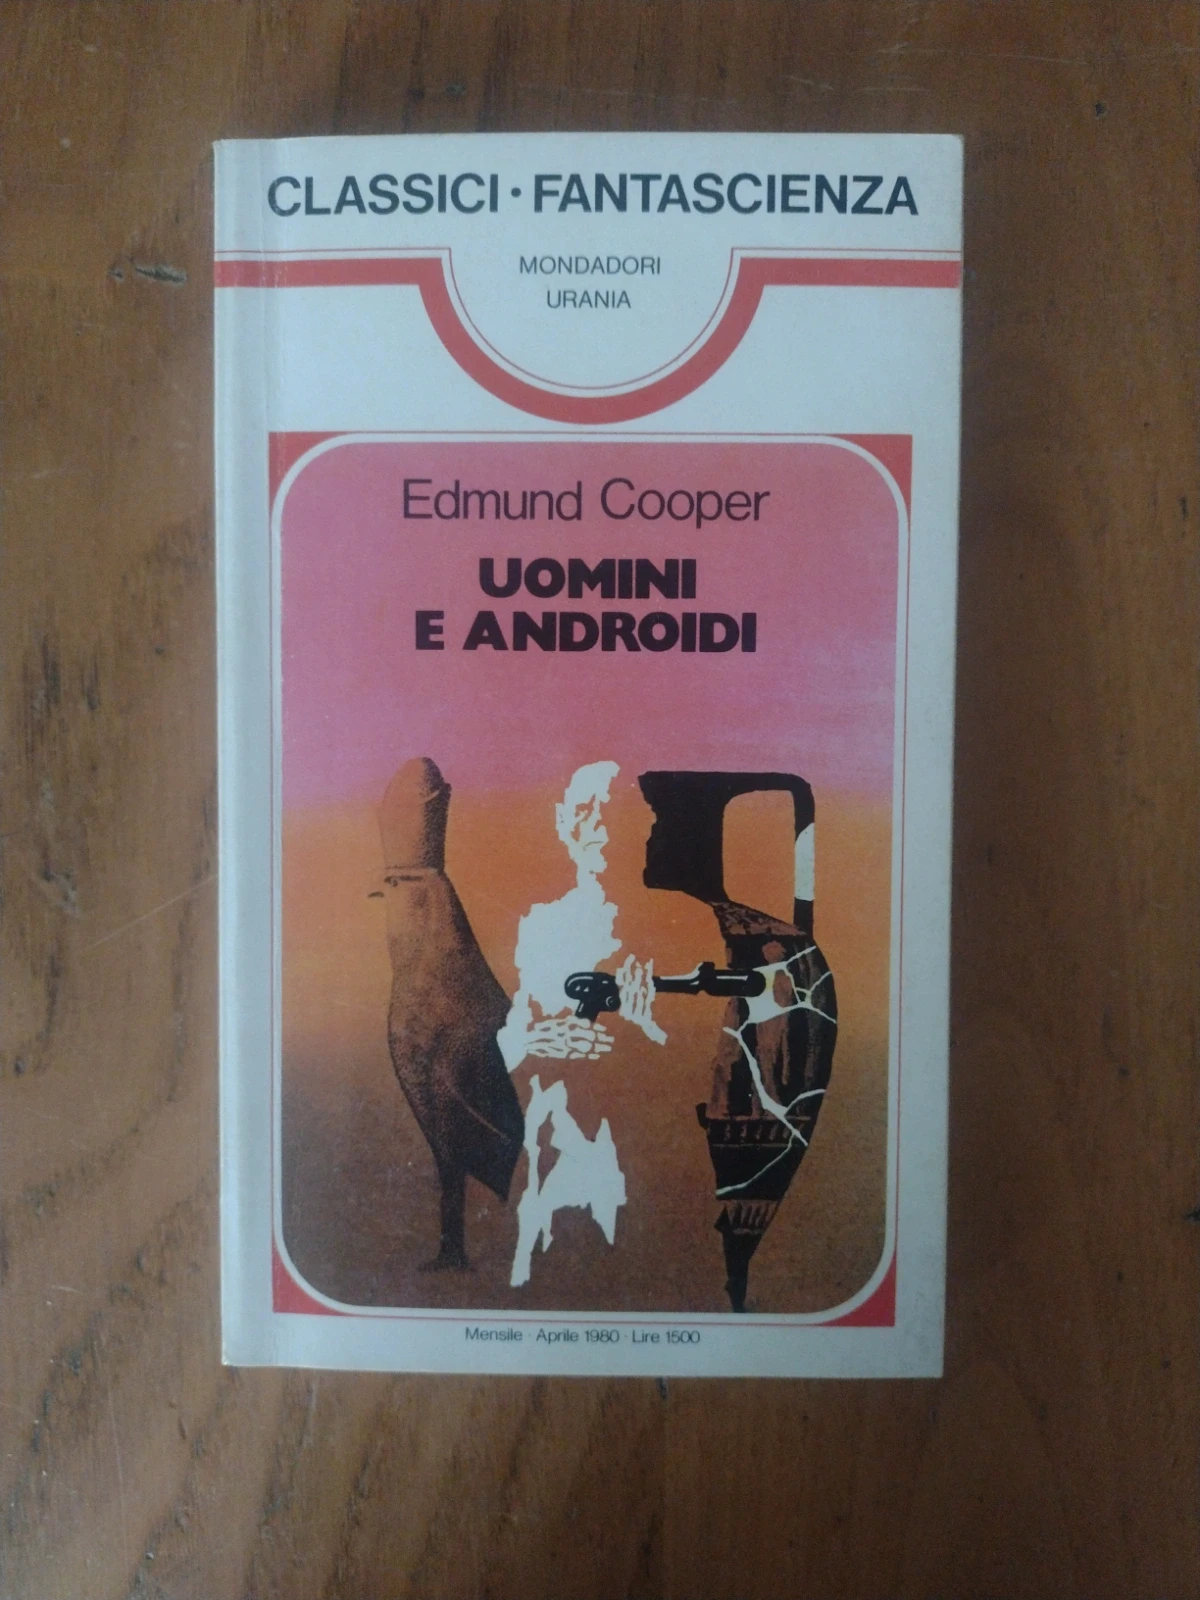 CLASSICI • FANTASCIENZA
MONDADORI
URANIA
Edmund Cooper
UOMINI
E ANDROIDI
Mensile · Aprile 1980 · Lire 1500